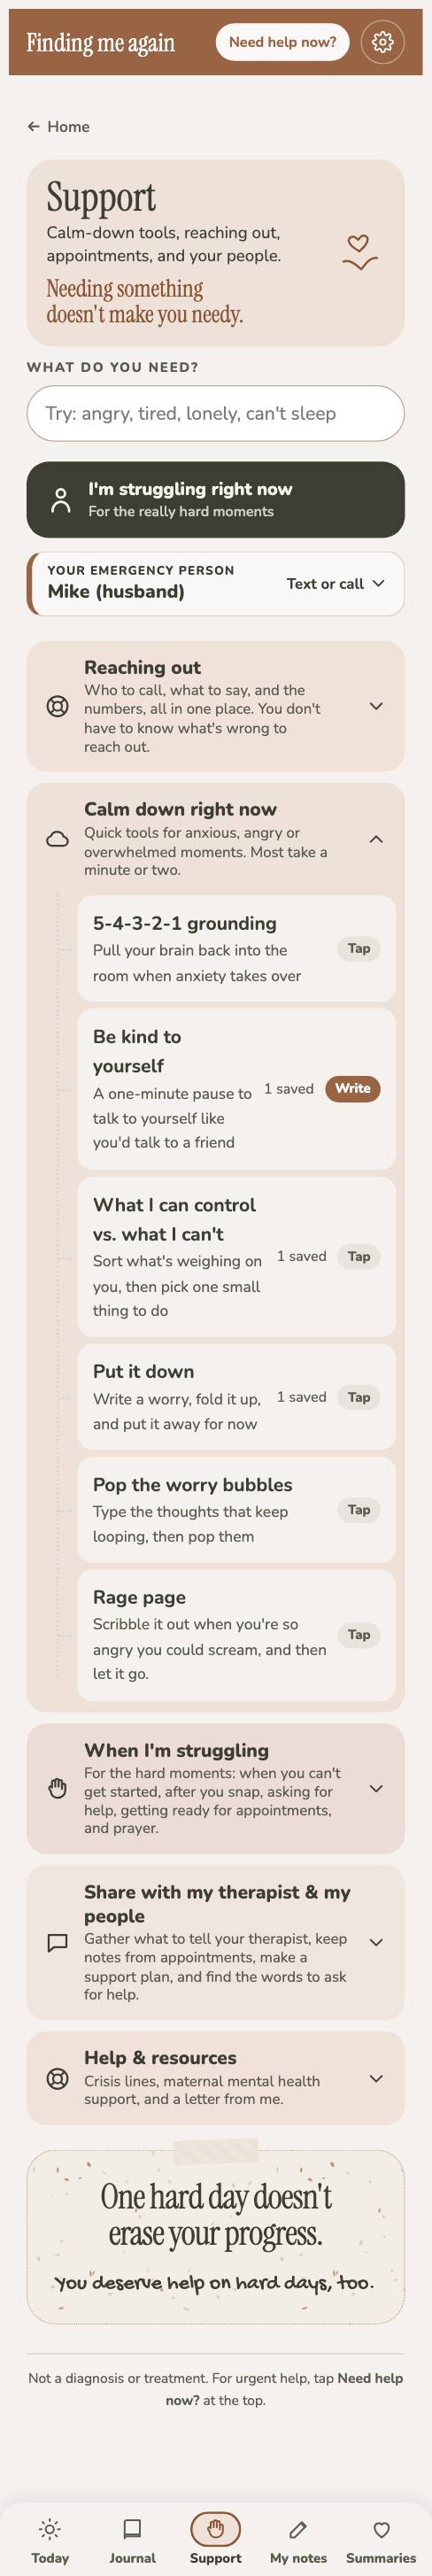 Finding me again
Need help now?
← Home
Support
Calm-down tools, reaching out,
appointments, and your people.
Needing something
doesn't make you needy.
WHAT DO YOU NEED?
Try: angry, tired, lonely, can't sleep
I'm struggling right now
For the really hard moments
YOUR EMERGENCY PERSON
Mike (husband)
Text or call
Reaching out
Who to call, what to say, and the
numbers, all in one place. You don't
have to know what's wrong to
reach out.
Calm down right now
Quick tools for anxious, angry or
overwhelmed moments. Most take a
minute or two.
5-4-3-2-1 grounding
Pull your brain back into the
room when anxiety takes over
Tap
Be kind to
yourself
A one-minute pause to
talk to yourself like
you'd talk to a friend
1 saved
Write
What I can control
vs. what I can't
Sort what's weighing on
you, then pick one small
thing to do
1 saved
Tap
Put it down
Write a worry, fold it up,
and put it away for now
1 saved
Tap
Pop the worry bubbles
Type the thoughts that keep
looping, then pop them
Tap
Rage page
Scribble it out when you're so
angry you could scream, and then
let it go.
Tap
When I'm struggling
For the hard moments: when you can't
get started, after you snap, asking for
help, getting ready for appointments,
and prayer.
Share with my therapist & my
people
Gather what to tell your therapist, keep
notes from appointments, make a
support plan, and find the words to ask
for help.
Help & resources
Crisis lines, maternal mental health
support, and a letter from me.
One hard day doesn't
erase your progress.
You deserve help on hard days, too.
Not a diagnosis or treatment. For urgent help, tap Need help
now? at the top.
Today
Journal
Support
My notes
Summaries